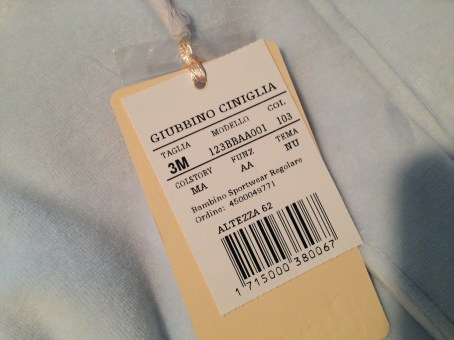 GIUBBINO CINIGLIA
TAGLIA MODELLO COL
3M 123BBAA001 103
COLSTORY FUNZ TEMA
MA AA NU
Bambino Sportwear Regolare
Ordine: 4500049771
ALTEZZA 62
1 715000 380067